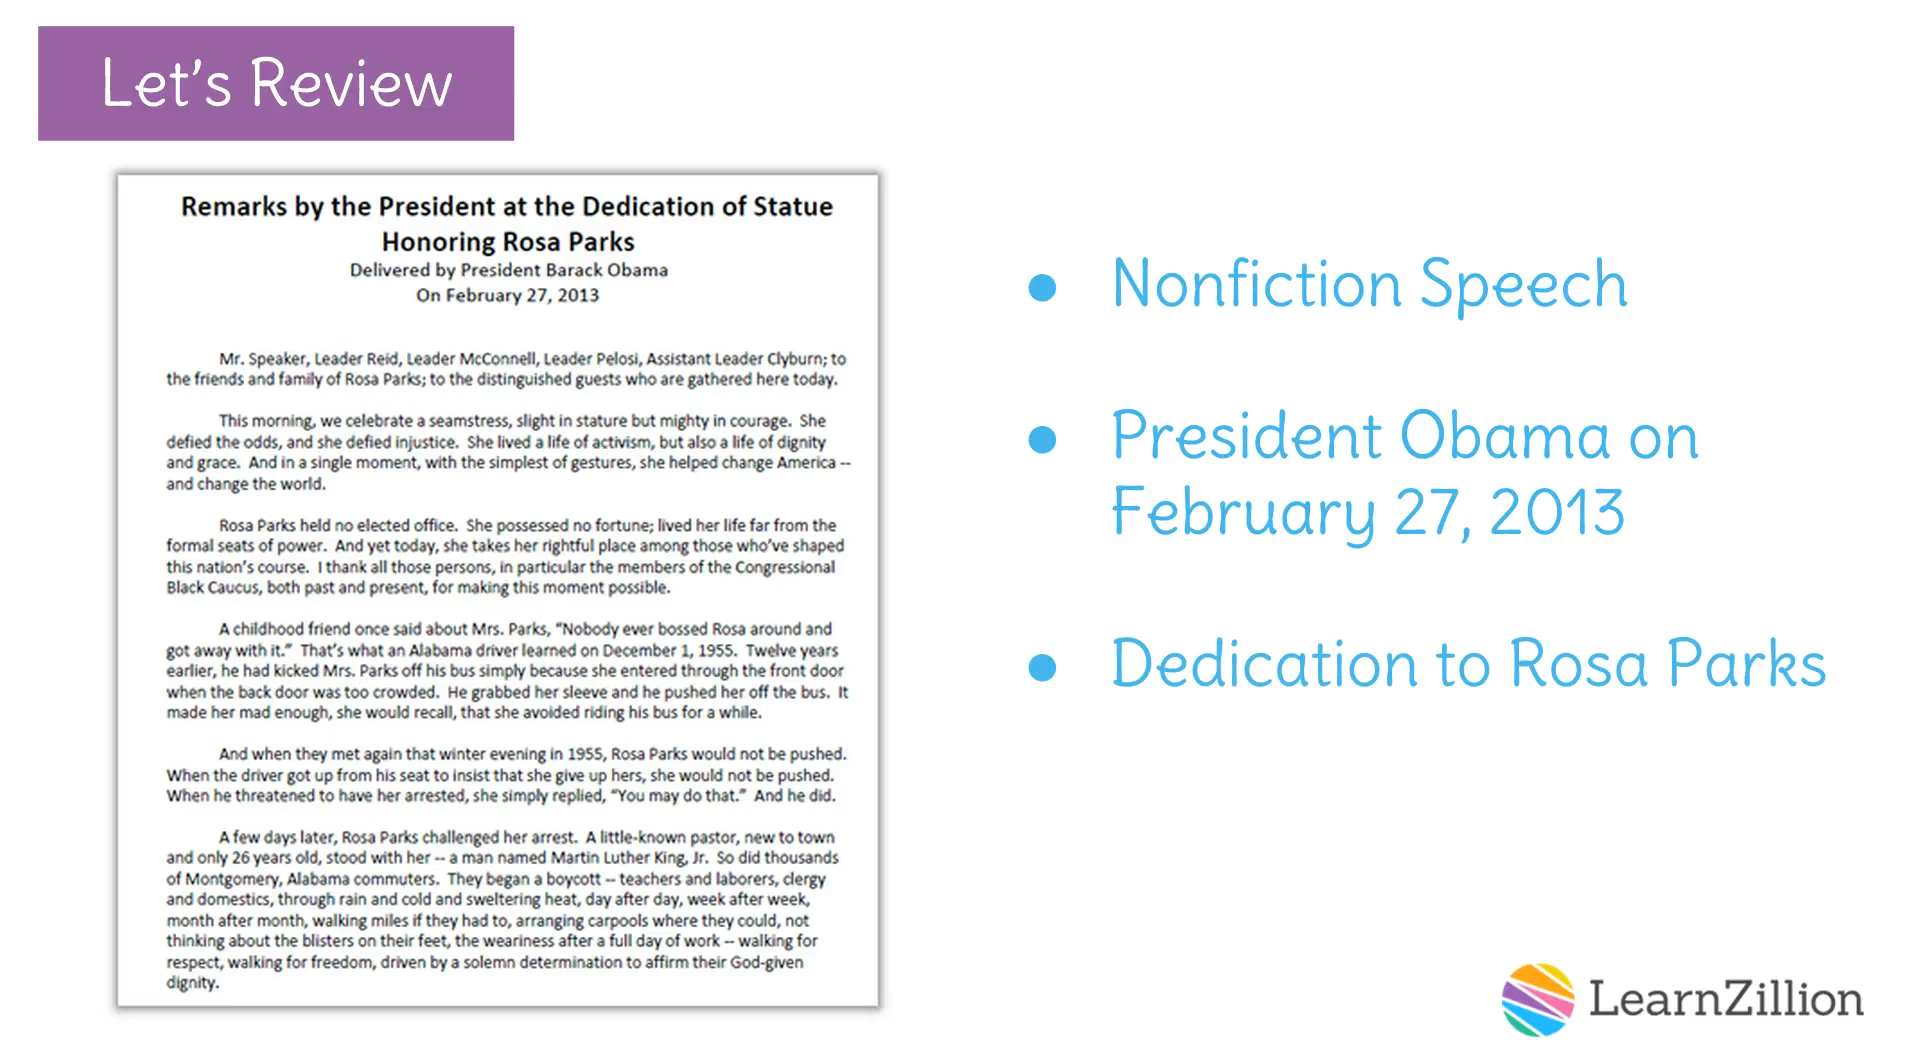 Let's Review
Remarks by the President at the Dedication of Statue
Honoring Rosa Parks
Delivered by President Barack Obama
On February 27, 2013
Mr. Speaker, Leader Reid, Leader McConnell, Leader Pelosi, Assistant Leader Clyburn; to
the friends and family of Rosa Parks; to the distinguished guests who are gathered here today.
This morning, we celebrate a seamstress, slight in stature but mighty in courage.  She
defied the odds, and she defied injustice.  She lived a life of activism, but also a life of dignity
and grace.  And in a single moment, with the simplest of gestures, she helped change America --
and change the world.
Rosa Parks held no elected office.  She possessed no fortune; lived her life far from the
formal seats of power.  And yet today, she takes her rightful place among those who've shaped
this nation's course.  I thank all those persons, in particular the members of the Congressional
Black Caucus, both past and present, for making this moment possible.
A childhood friend once said about Mrs. Parks, “Nobody ever bossed Rosa around and
got away with it.”  That's what an Alabama driver learned on December 1, 1955.  Twelve years
earlier, he had kicked Mrs. Parks off his bus simply because she entered through the front door
when the back door was too crowded.  He grabbed her sleeve and he pushed her off the bus.  It
made her mad enough, she would recall, that she avoided riding his bus for a while.
And when they met again that winter evening in 1955, Rosa Parks would not be pushed.
When the driver got up from his seat to insist that she give up hers, she would not be pushed.
When he threatened to have her arrested, she simply replied, “You may do that.”  And he did.
A few days later, Rosa Parks challenged her arrest.  A little-known pastor, new to town
and only 26 years old, stood with her -- a man named Martin Luther King, Jr.  So did thousands
of Montgomery, Alabama commuters.  They began a boycott -- teachers and laborers, clergy
and domestics, through rain and cold and sweltering heat, day after day, week after week,
month after month, walking miles if they had to, arranging carpools where they could, not
thinking about the blisters on their feet, the weariness after a full day of work -- walking for
respect, walking for freedom, driven by a solemn determination to affirm their God-given
dignity.
● Nonfiction Speech
● President Obama on
February 27, 2013
● Dedication to Rosa Parks
LearnZillion